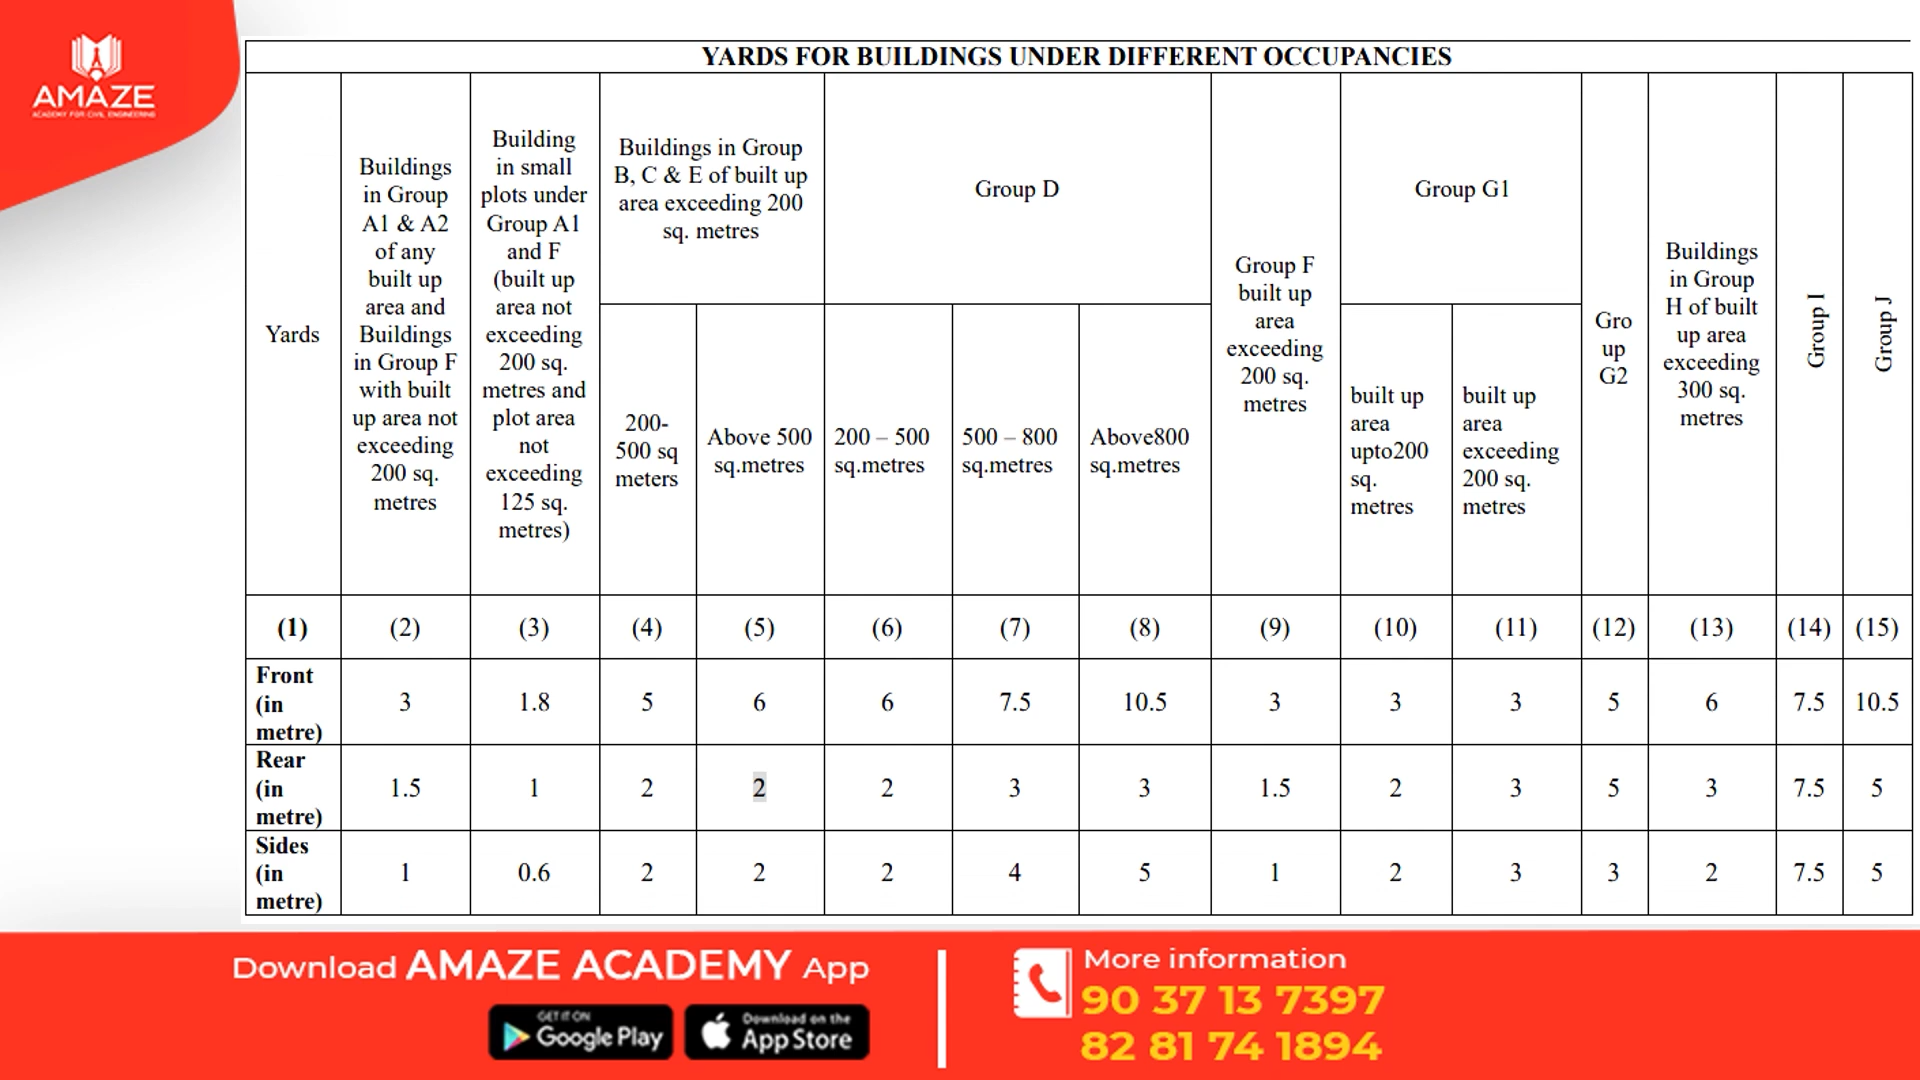 AMAZE
ACADEMY FOR CIVIL ENGINEERING
YARDS FOR BUILDINGS UNDER DIFFERENT OCCUPANCIES
Yards
Buildings
in Group
A1 & A2
of any
built up
area and
Buildings
in Group F
with built
up area not
exceeding
200 sq.
metres
Building
in small
plots under
Group A1
and F
(built up
area not
exceeding
200 sq.
metres and
plot area
not
exceeding
125 sq.
metres)
Buildings in Group
B, C & E of built up
area exceeding 200
sq. metres
200-
500 sq
meters
Above 500
sq.metres
Group D
200 – 500
sq.metres
500 – 800
sq.metres
Above800
sq.metres
Group F
built up
area
exceeding
200 sq.
metres
Group G1
built up
area
upto200
sq.
metres
built up
area
exceeding
200 sq.
metres
Gro
up
G2
Buildings
in Group
H of built
up area
exceeding
300 sq.
metres
Group I
Group J
(1) (2) (3) (4) (5) (6) (7) (8) (9) (10) (11) (12) (13) (14) (15)
Front
(in
metre)
3 1.8 5 6 6 7.5 10.5 3 3 3 5 6 7.5 10.5
Rear
(in
metre)
1.5 1 2 2 2 3 3 1.5 2 3 5 3 7.5 5
Sides
(in
metre)
1 0.6 2 2 2 4 5 1 2 3 3 2 7.5 5
Download AMAZE ACADEMY App
GET IT ON
Google Play
Download on the
App Store
More information
90 37 13 7397
82 81 74 1894